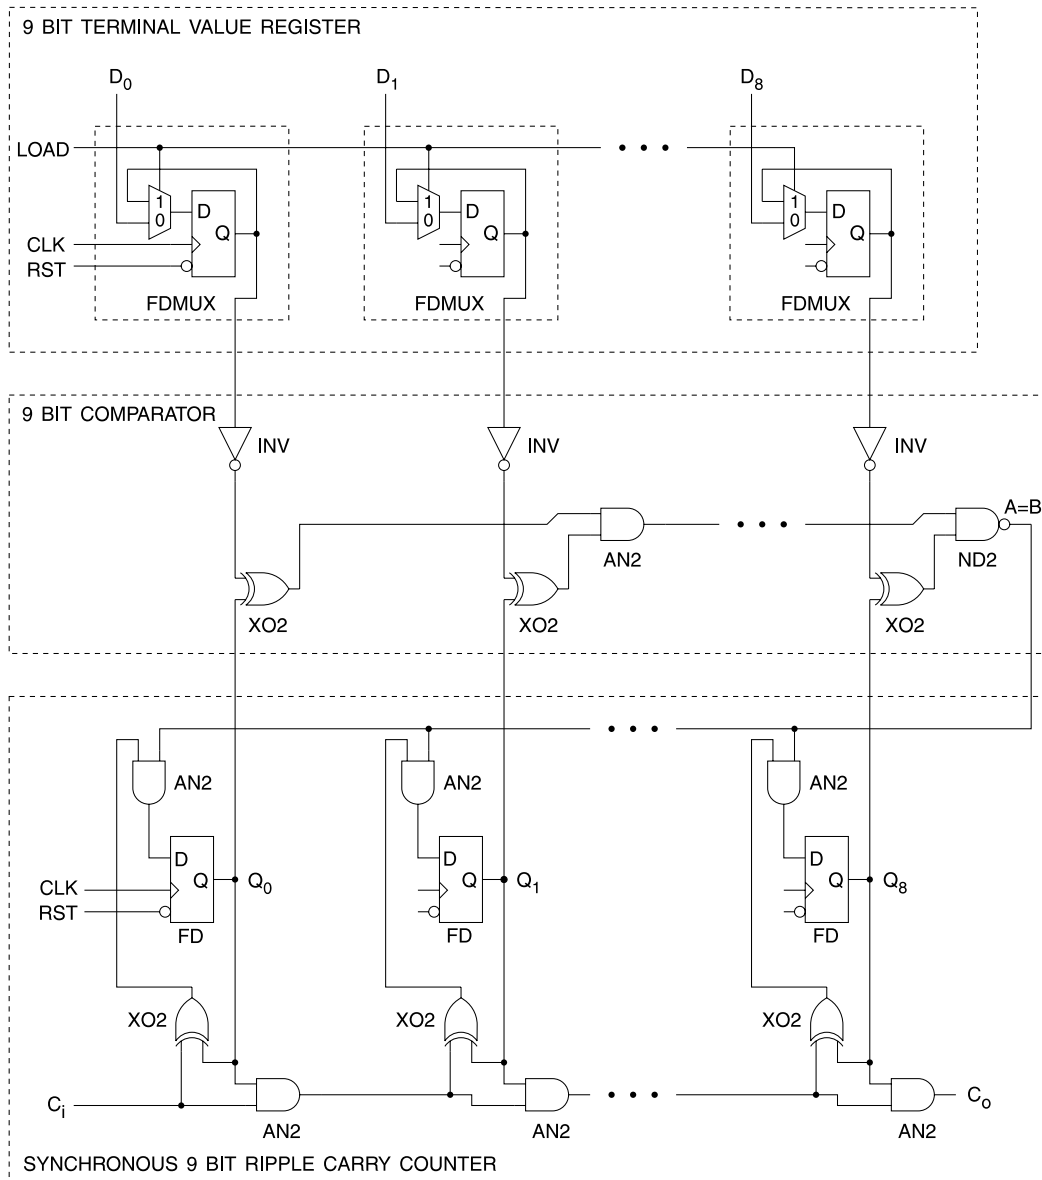 9 BIT TERMINAL VALUE REGISTER
D0 D1 D8
LOAD
1 1 1
0 0 0
D D D
Q Q Q
CLK
RST
FDMUX FDMUX FDMUX
9 BIT COMPARATOR
INV INV INV
A=B
AN2 ND2
XO2 XO2 XO2
AN2 AN2 AN2
D D D
Q Q0 Q Q1 Q Q8
CLK
RST
FD FD FD
XO2 XO2 XO2
Ci Co
AN2 AN2 AN2
SYNCHRONOUS 9 BIT RIPPLE CARRY COUNTER